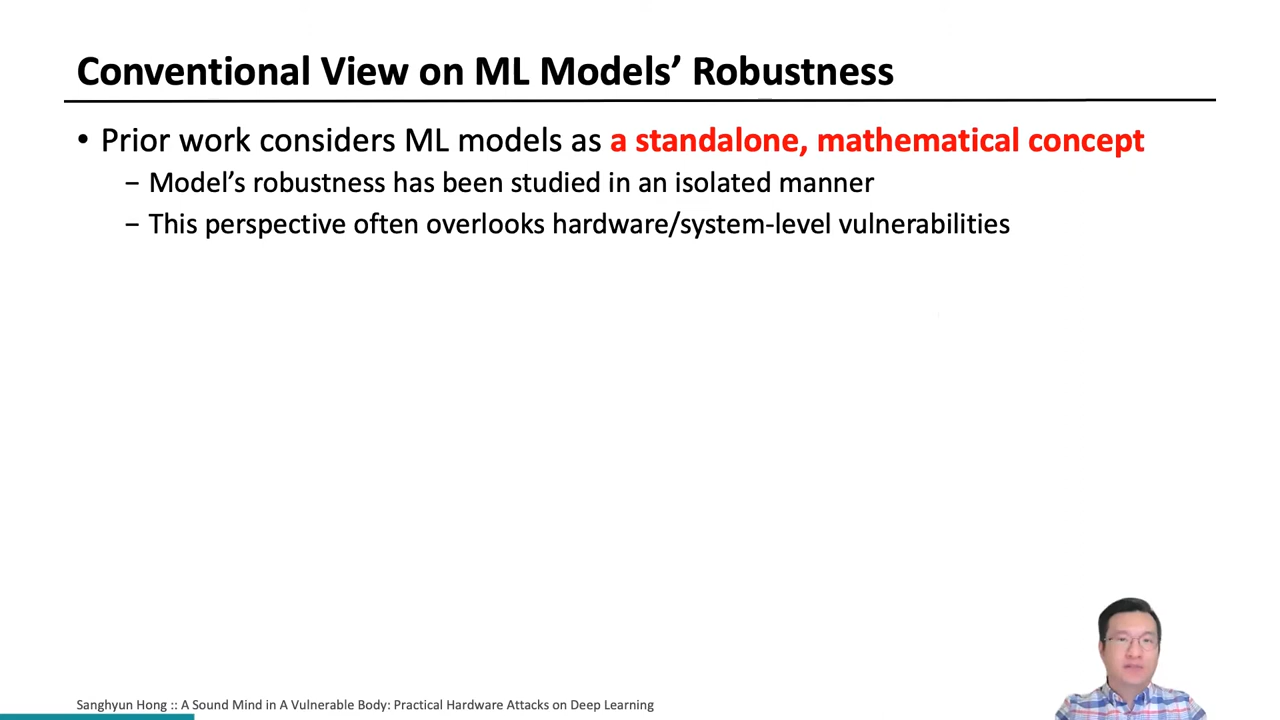 Conventional View on ML Models’ Robustness
• Prior work considers ML models as a standalone, mathematical concept
− Model’s robustness has been studied in an isolated manner
− This perspective often overlooks hardware/system-level vulnerabilities
Sanghyun Hong :: A Sound Mind in A Vulnerable Body: Practical Hardware Attacks on Deep Learning